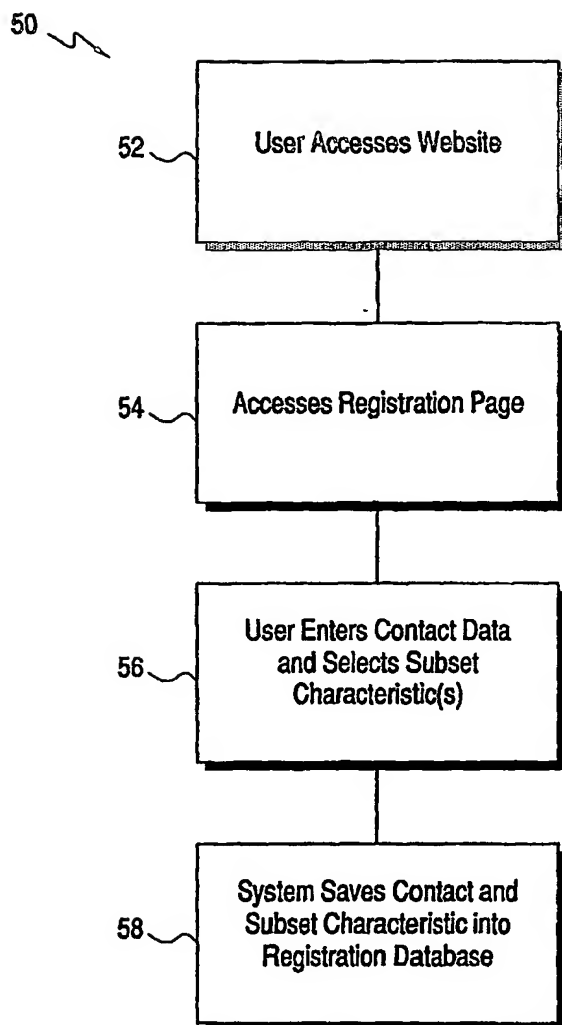 50
52
User Accesses Website
54
Accesses Registration Page
56
User Enters Contact Data
and Selects Subset
Characteristic(s)
58
System Saves Contact and
Subset Characteristic into
Registration Database